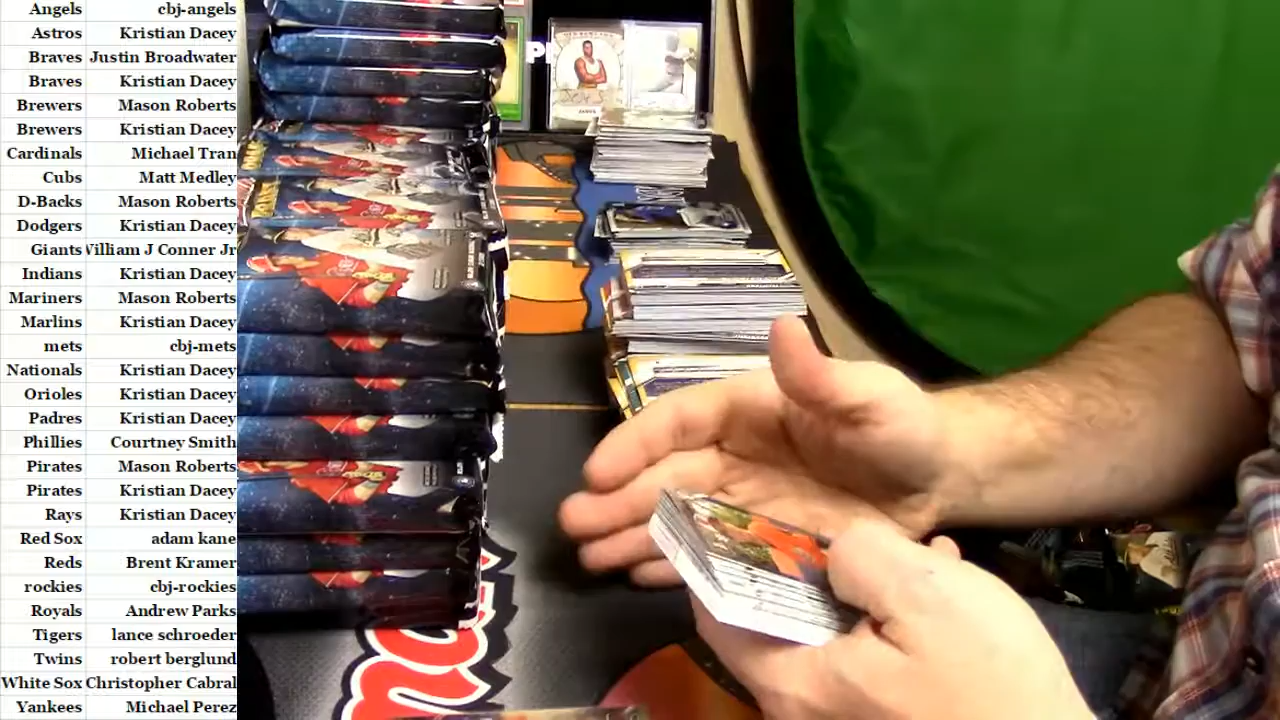 Angels cbj-angels
Astros Kristian Dacey
Braves Justin Broadwater
Braves Kristian Dacey
Brewers Mason Roberts
Brewers Kristian Dacey
Cardinals Michael Tran
Cubs Matt Medley
D-Backs Mason Roberts
Dodgers Kristian Dacey
Giants William J Conner Jr
Indians Kristian Dacey
Mariners Mason Roberts
Marlins Kristian Dacey
mets cbj-mets
Nationals Kristian Dacey
Orioles Kristian Dacey
Padres Kristian Dacey
Phillies Courtney Smith
Pirates Mason Roberts
Pirates Kristian Dacey
Rays Kristian Dacey
Red Sox adam kane
Reds Brent Kramer
rockies cbj-rockies
Royals Andrew Parks
Tigers lance schroeder
Twins robert berglund
White Sox Christopher Cabral
Yankees Michael Perez